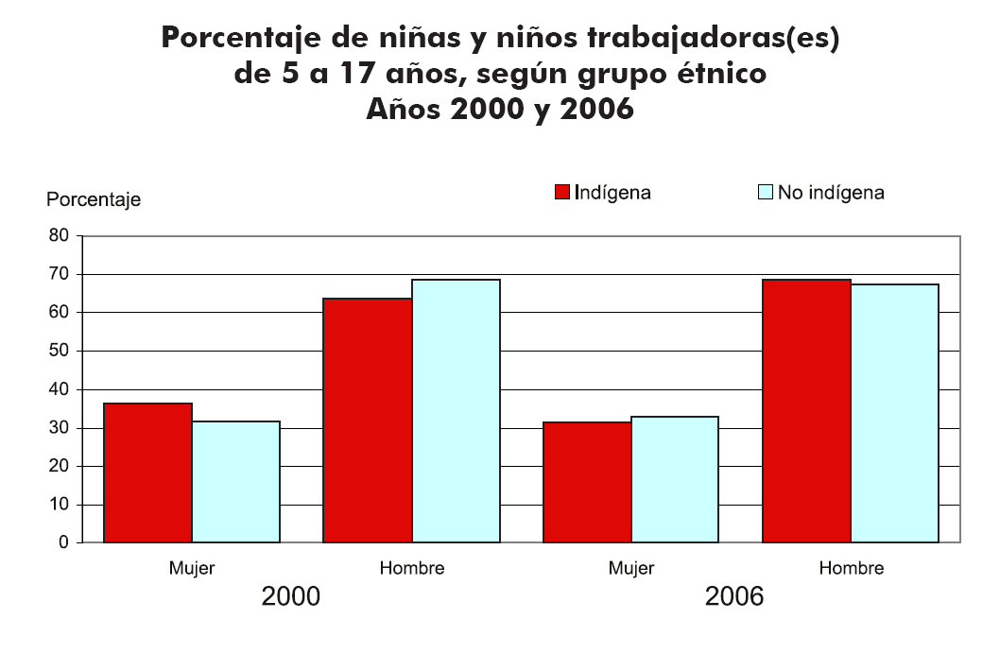 Porcentaje de niñas y niños trabajadoras(es)
de 5 a 17 años, según grupo étnico
Años 2000 y 2006
Porcentaje
Indígena
No indígena
80
70
60
50
40
30
20
10
0
Mujer
Hombre
Mujer
Hombre
2000
2006